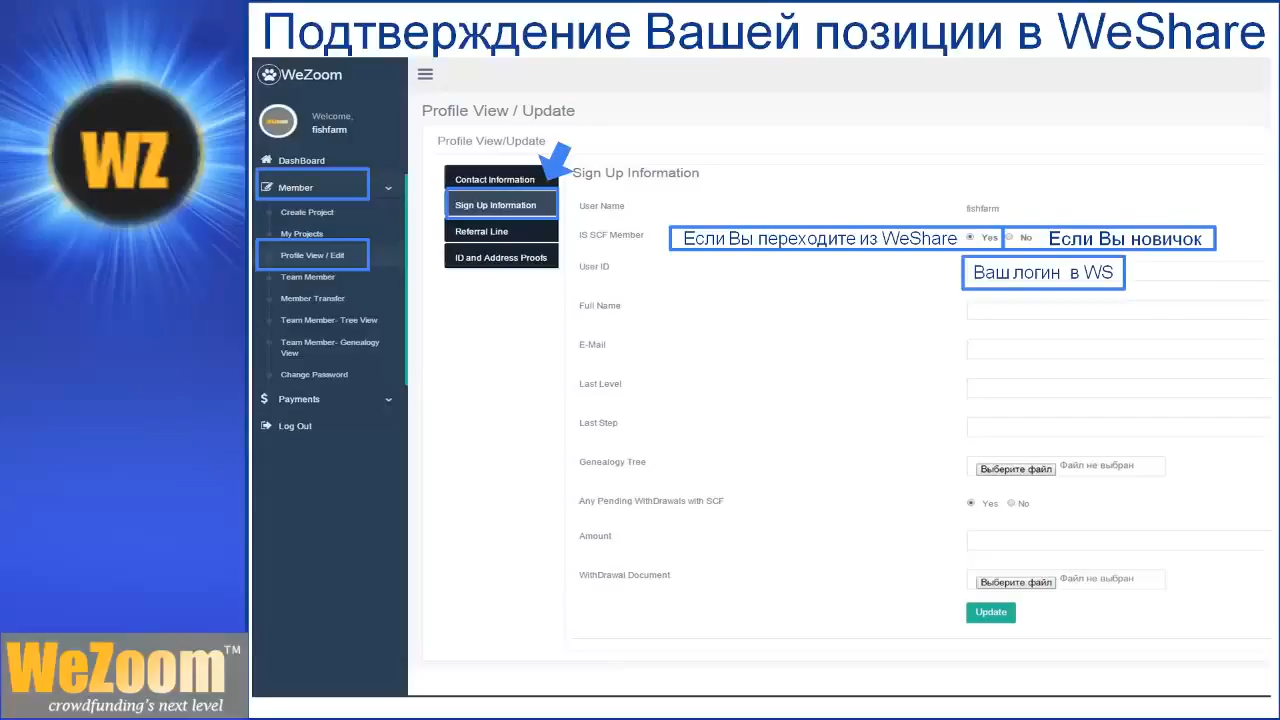 Подтверждение Вашей позиции в WeShare
WZ
WeZoom
Welcome,
fishfarm
DashBoard
Member
Create Project
My Projects
Profile View / Edit
Team Member
Member Transfer
Team Member- Tree View
Team Member- Genealogy
View
Change Password
Payments
Log Out
Profile View / Update
Profile View/Update
Contact Information
Sign Up Information
Referral Line
ID and Address Proofs
Sign Up Information
User Name fishfarm
IS SCF Member Если Вы переходите из WeShare Yes No Если Вы новичок
User ID Ваш логин в WS
Full Name
E-Mail
Last Level
Last Step
Genealogy Tree Выберите файл Файл не выбран
Any Pending WithDrawals with SCF Yes No
Amount
WithDrawal Document Выберите файл Файл не выбран
Update
WeZoom™
crowdfunding's next level